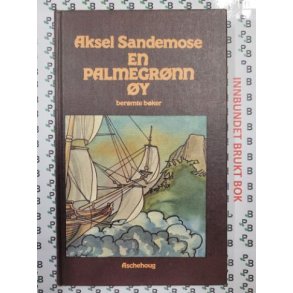 Aksel Sandemose
EN
PALMEGRØNN
ØY
berømte bøker
Aschehoug
INNBUNDET BRUKT BOK